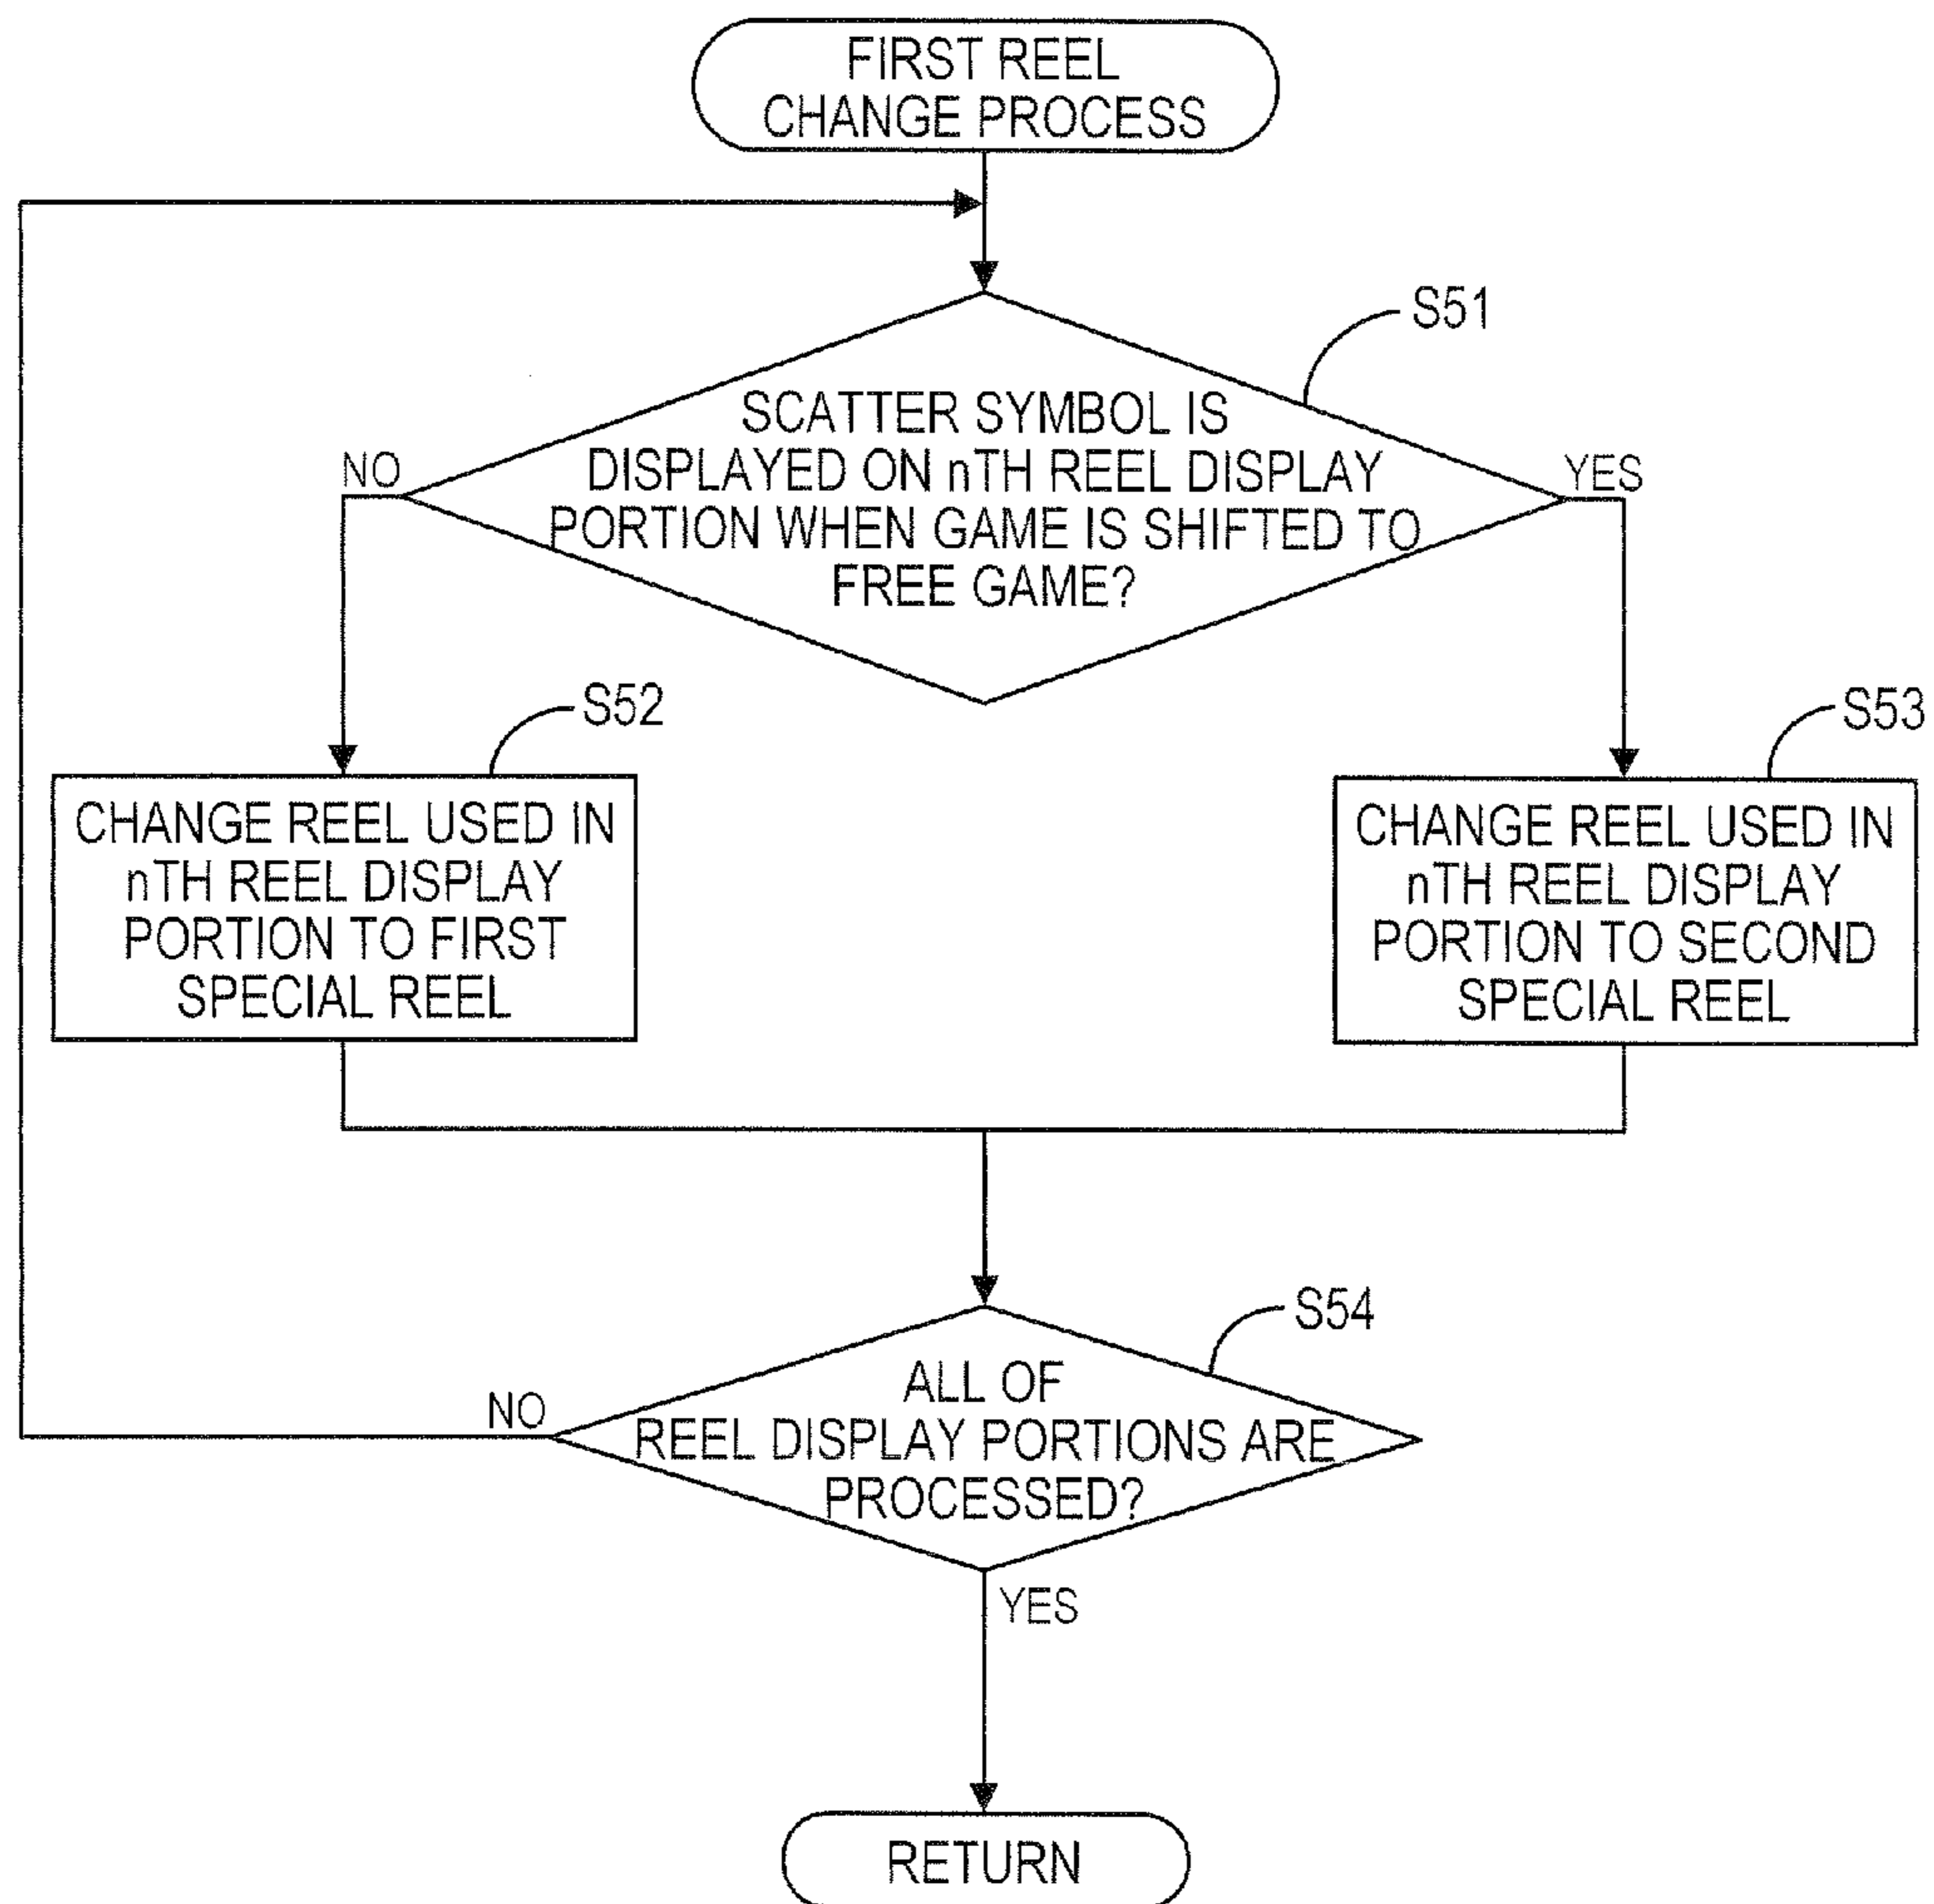 FIRST REEL
CHANGE PROCESS
S51
SCATTER SYMBOL IS
DISPLAYED ON nTH REEL DISPLAY
PORTION WHEN GAME IS SHIFTED TO
FREE GAME?
NO
YES
S52
CHANGE REEL USED IN
nTH REEL DISPLAY
PORTION TO FIRST
SPECIAL REEL
S53
CHANGE REEL USED IN
nTH REEL DISPLAY
PORTION TO SECOND
SPECIAL REEL
S54
ALL OF
REEL DISPLAY PORTIONS ARE
PROCESSED?
NO
YES
RETURN